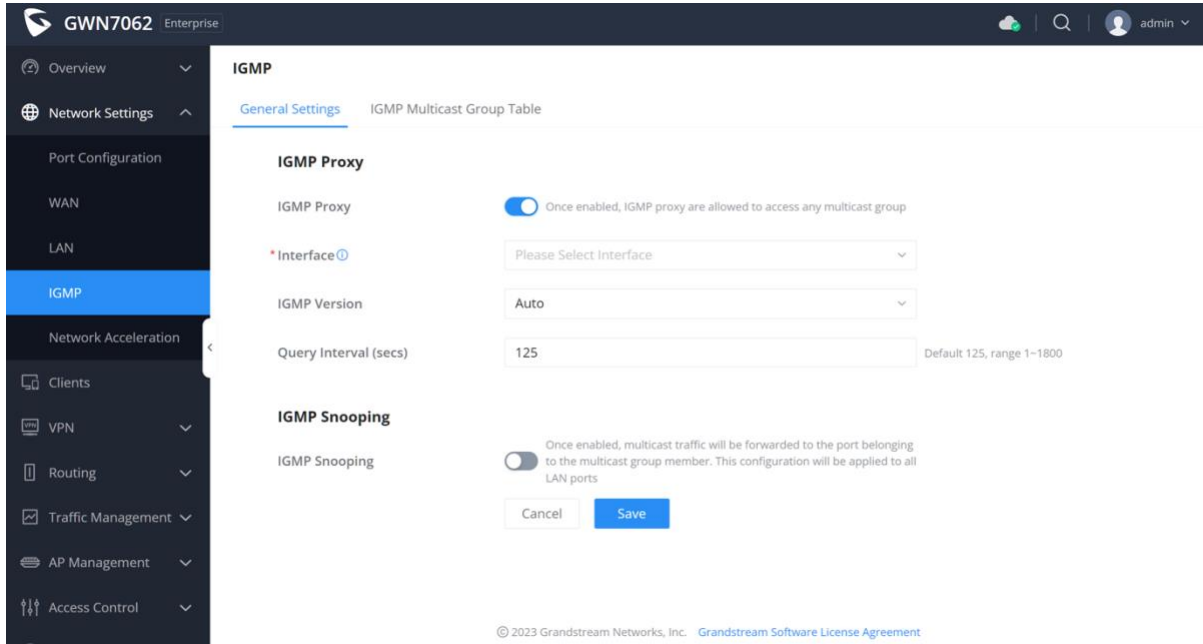 GWN7062 Enterprise
admin
Overview
Network Settings
Port Configuration
WAN
LAN
IGMP
Network Acceleration
Clients
VPN
VPN
Routing
Traffic Management
AP Management
Access Control
IGMP
General Settings IGMP Multicast Group Table
IGMP Proxy
IGMP Proxy Once enabled, IGMP proxy are allowed to access any multicast group
*Interface Please Select Interface
IGMP Version Auto
Query Interval (secs) 125 Default 125, range 1~1800
IGMP Snooping
IGMP Snooping
Once enabled, multicast traffic will be forwarded to the port belonging
to the multicast group member. This configuration will be applied to all
LAN ports
Cancel Save
© 2023 Grandstream Networks, Inc. Grandstream Software License Agreement